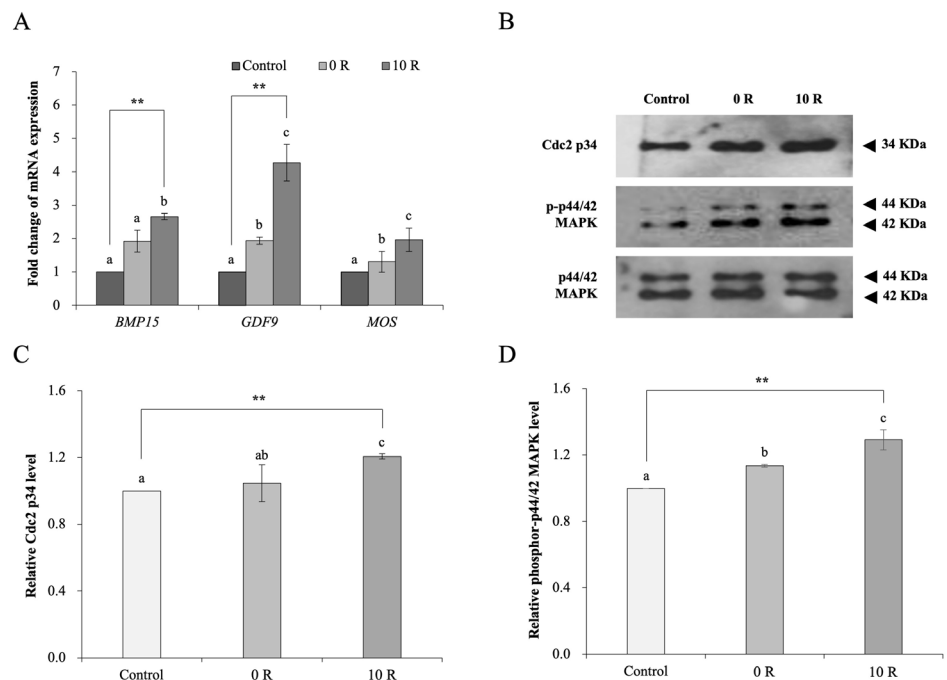 A
Fold change of mRNA expression
Control 0 R 10 R
7
6
5
4
3
2
1
0
**
**
a a b
a b c
a b c
BMP15 GDF9 MOS
B
Control 0 R 10 R
Cdc2 p34 34 KDa
p-p44/42 44 KDa
MAPK 42 KDa
p44/42 44 KDa
MAPK 42 KDa
C
Relative Cdc2 p34 level
1.6
1.2
0.8
0.4
0.0
**
a ab c
Control 0 R 10 R
D
Relative phosphor-p44/42 MAPK level
1.6
1.2
0.8
0.4
0.0
**
a b c
Control 0 R 10 R